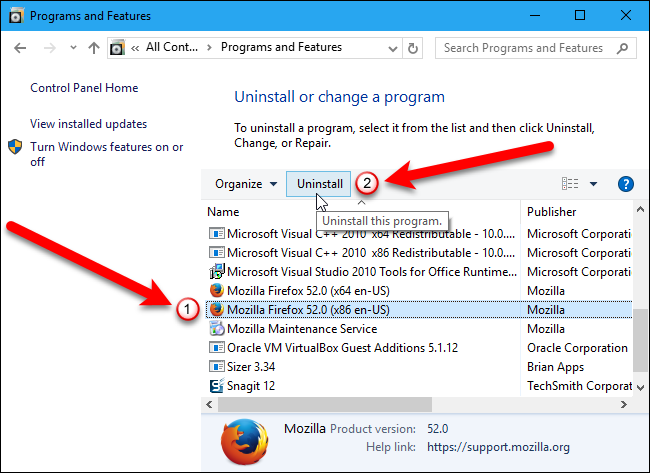 Programs and Features
All Cont... Programs and Features
Search Programs and Features
Control Panel Home
View installed updates
Turn Windows features on or
off
Uninstall or change a program
To uninstall a program, select it from the list and then click Uninstall,
Change, or Repair.
Organize Uninstall 2
Uninstall this program.
Name Publisher
Microsoft Visual C++ 2010 x64 Redistributable - 10.0.... Microsoft Corporatio
Microsoft Visual C++ 2010 x86 Redistributable - 10.0.... Microsoft Corporatio
Microsoft Visual Studio 2010 Tools for Office Runtime... Microsoft Corporatio
Mozilla Firefox 52.0 (x64 en-US) Mozilla
1 Mozilla Firefox 52.0 (x86 en-US) Mozilla
Mozilla Maintenance Service Mozilla
Oracle VM VirtualBox Guest Additions 5.1.12 Oracle Corporation
Sizer 3.34 Brian Apps
Snagit 12 TechSmith Corporat
Mozilla Product version: 52.0
Help link: https://support.mozilla.org